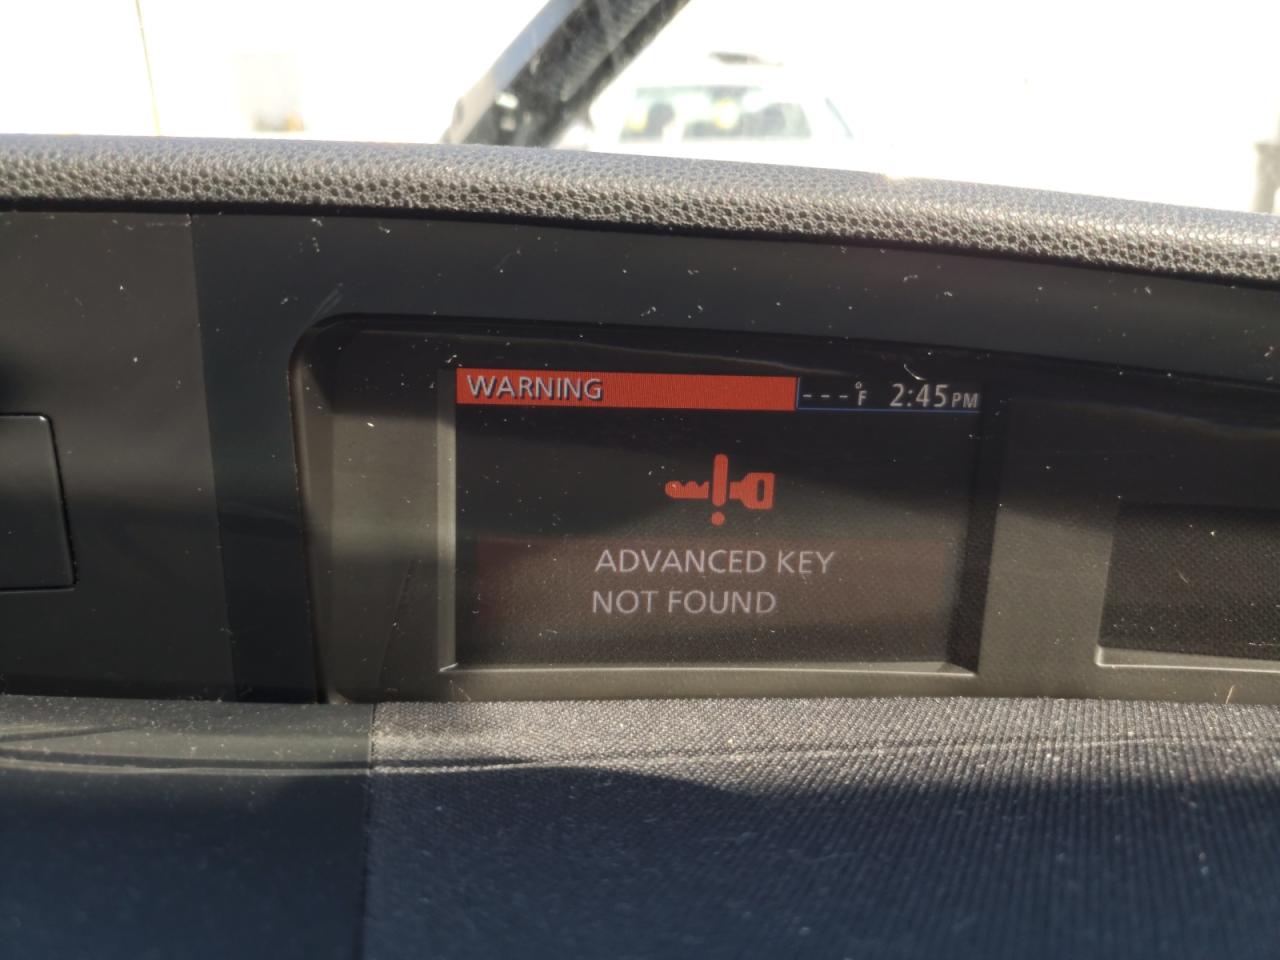 WARNING ---°F 2:45PM
ADVANCED KEY
NOT FOUND